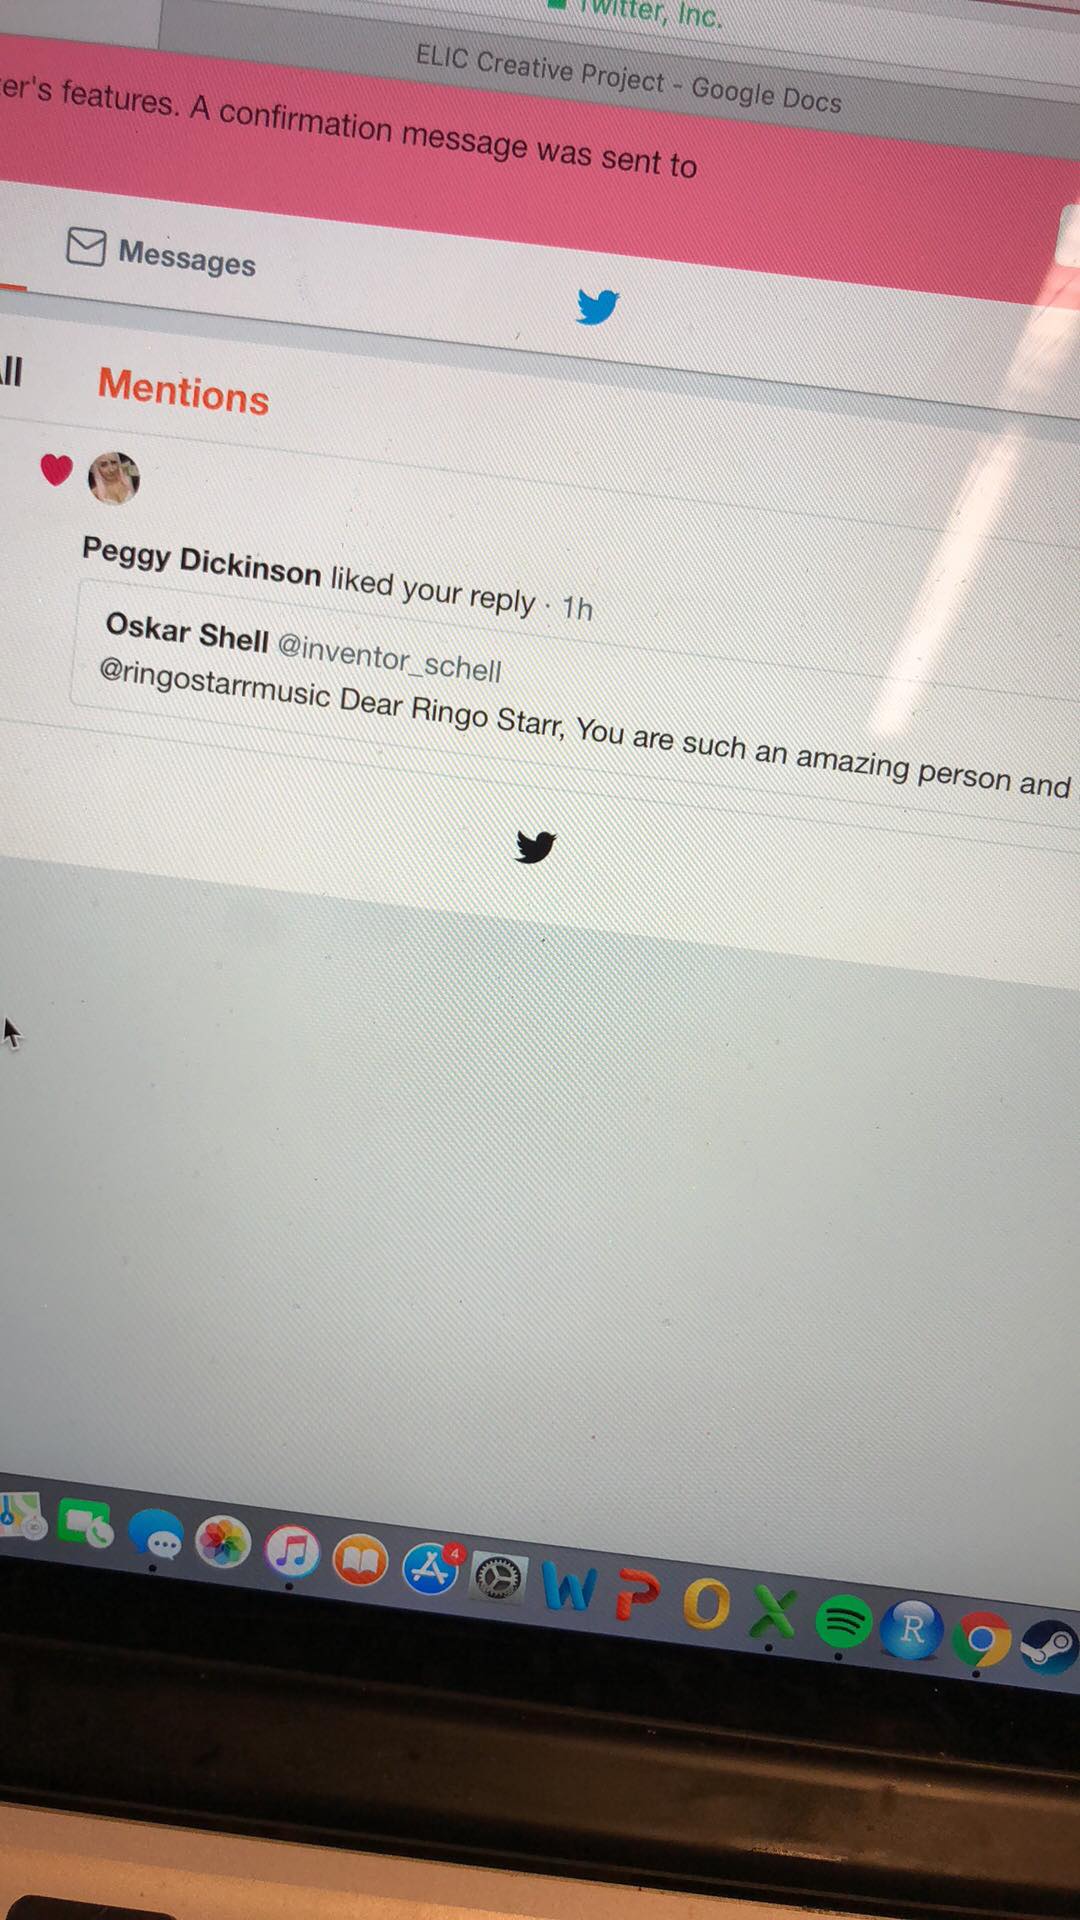 Twitter, Inc.
ELIC Creative Project - Google Docs
er's features. A confirmation message was sent to
Messages
All Mentions
Peggy Dickinson liked your reply · 1h
Oskar Shell @inventor_schell
@ringostarrmusic Dear Ringo Starr, You are such an amazing person and
4
W P O X R